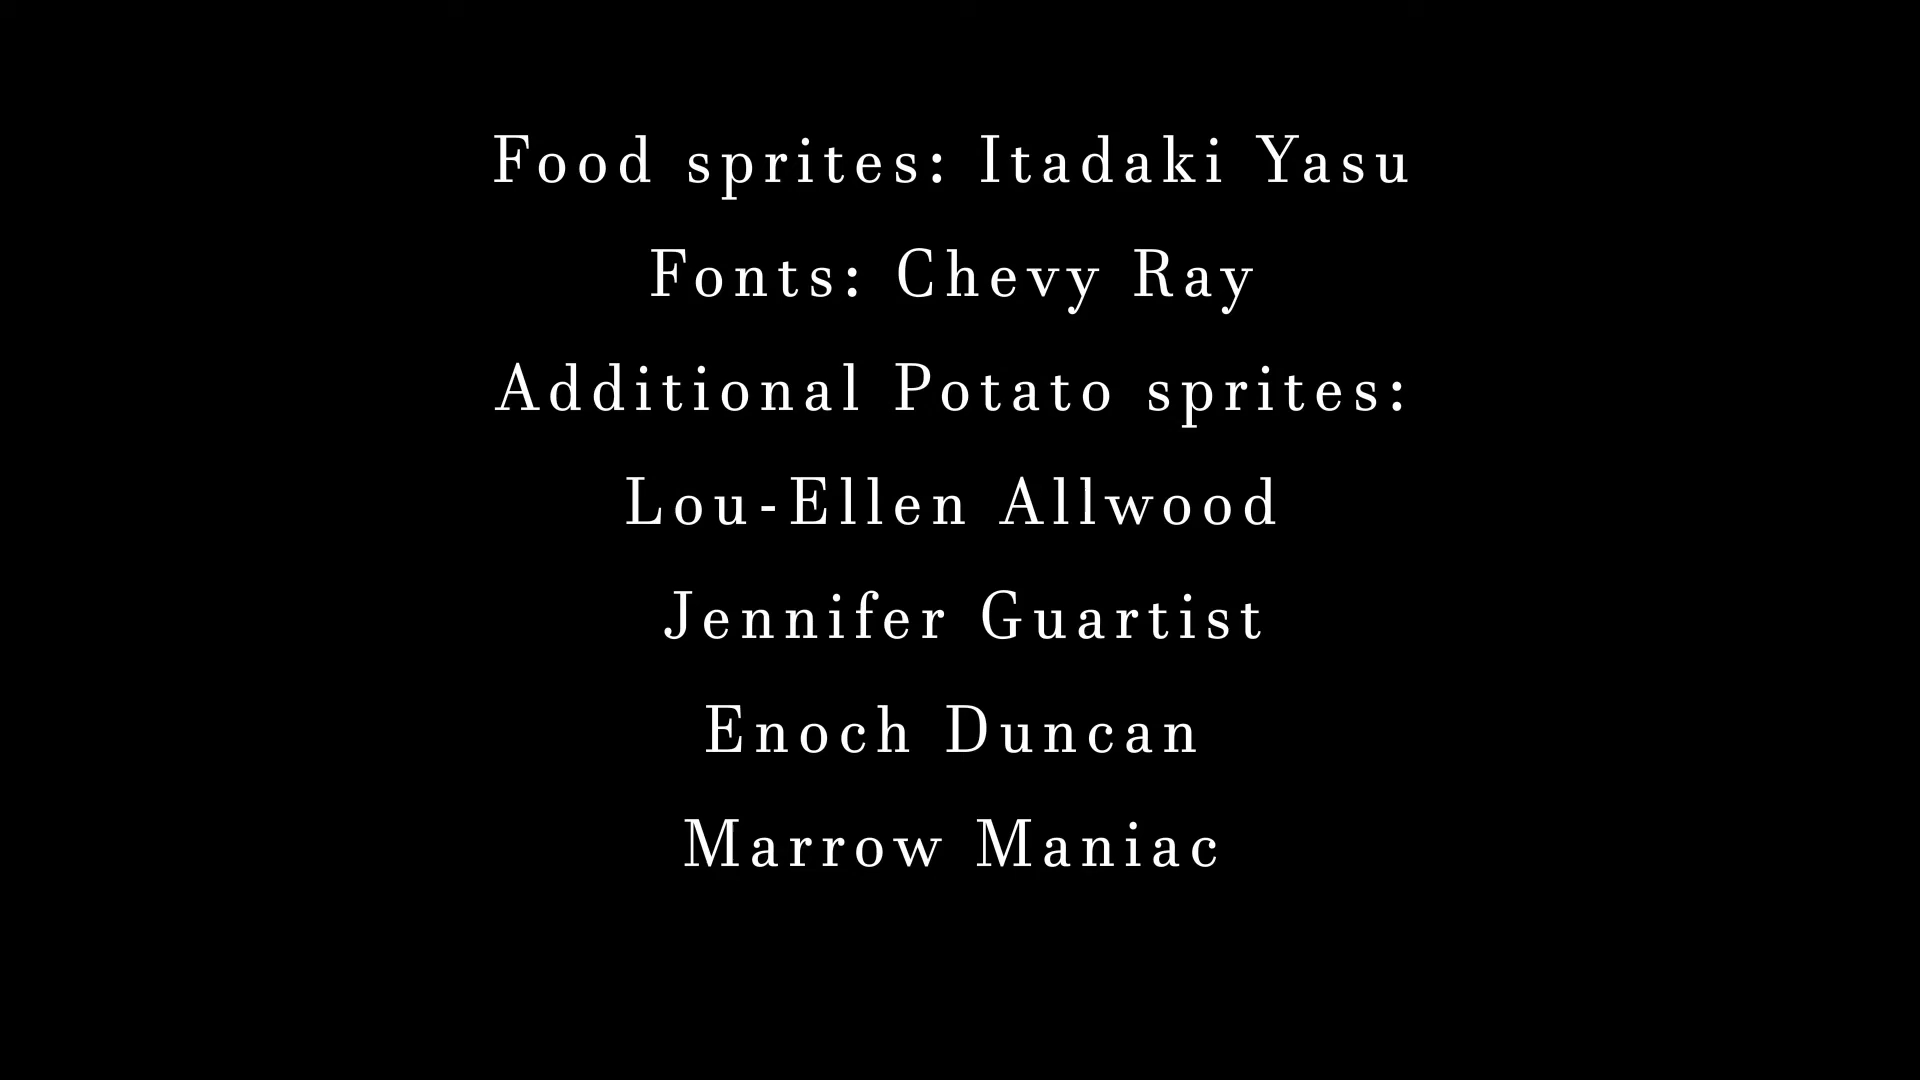 Food sprites: Itadaki Yasu
Fonts: Chevy Ray
Additional Potato sprites:
Lou-Ellen Allwood
Jennifer Guartist
Enoch Duncan
Marrow Maniac